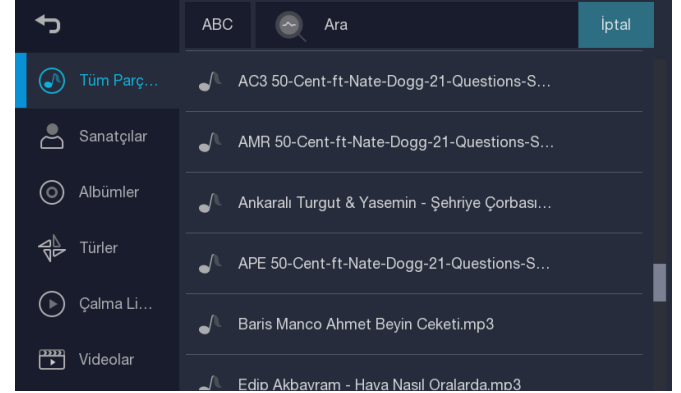 ABC
Ara
İptal
Tüm Parç...
Sanatçılar
Albümler
Türler
Çalma Li...
Videolar
AC3 50-Cent-ft-Nate-Dogg-21-Questions-S...
AMR 50-Cent-ft-Nate-Dogg-21-Questions-S...
Ankaralı Turgut & Yasemin - Şehriye Çorbası...
APE 50-Cent-ft-Nate-Dogg-21-Questions-S...
Baris Manco Ahmet Beyin Ceketi.mp3
Edip Akbayram - Hava Nasıl Oralarda.mp3